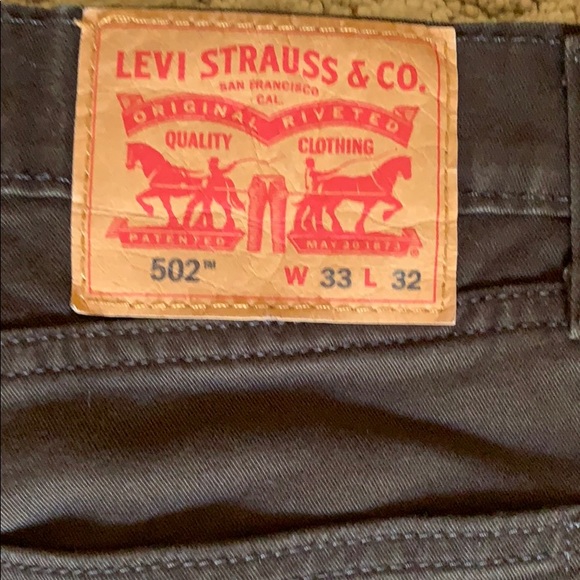 LEVI STRAUSS & CO.
SAN FRANCISCO
CAL.
ORIGINAL RIVETED
QUALITY CLOTHING
PATENTED MAY 20 1873 ®
502™ W 33 L 32